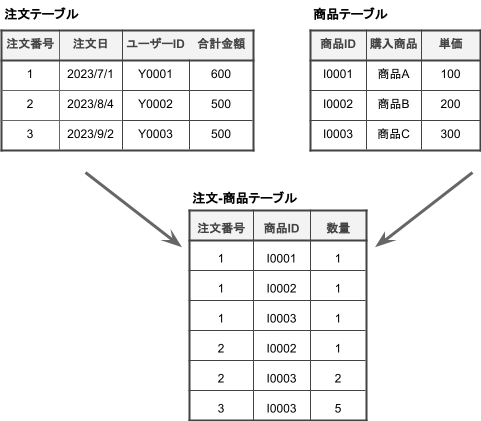 注文テーブル
注文番号 注文日 ユーザーID 合計金額
1 2023/7/1 Y0001 600
2 2023/8/4 Y0002 500
3 2023/9/2 Y0003 500
商品テーブル
商品ID 購入商品 単価
I0001 商品A 100
I0002 商品B 200
I0003 商品C 300
注文-商品テーブル
注文番号 商品ID 数量
1 I0001 1
1 I0002 1
1 I0003 1
2 I0002 1
2 I0003 2
3 I0003 5